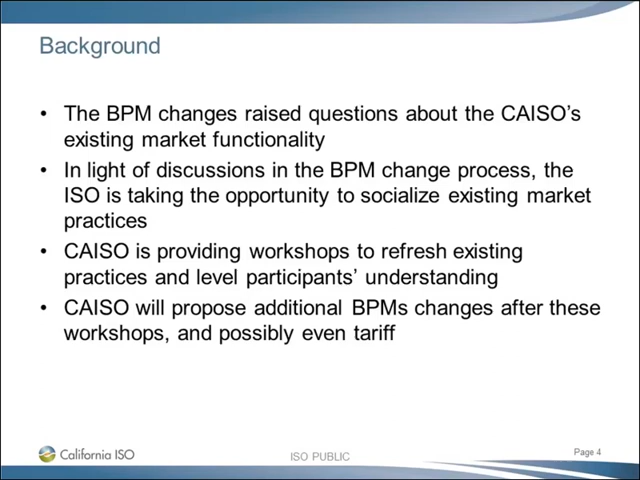 Background
• The BPM changes raised questions about the CAISO's
existing market functionality
• In light of discussions in the BPM change process, the
ISO is taking the opportunity to socialize existing market
practices
• CAISO is providing workshops to refresh existing
practices and level participants' understanding
• CAISO will propose additional BPMs changes after these
workshops, and possibly even tariff
California ISO
ISO PUBLIC
Page 4